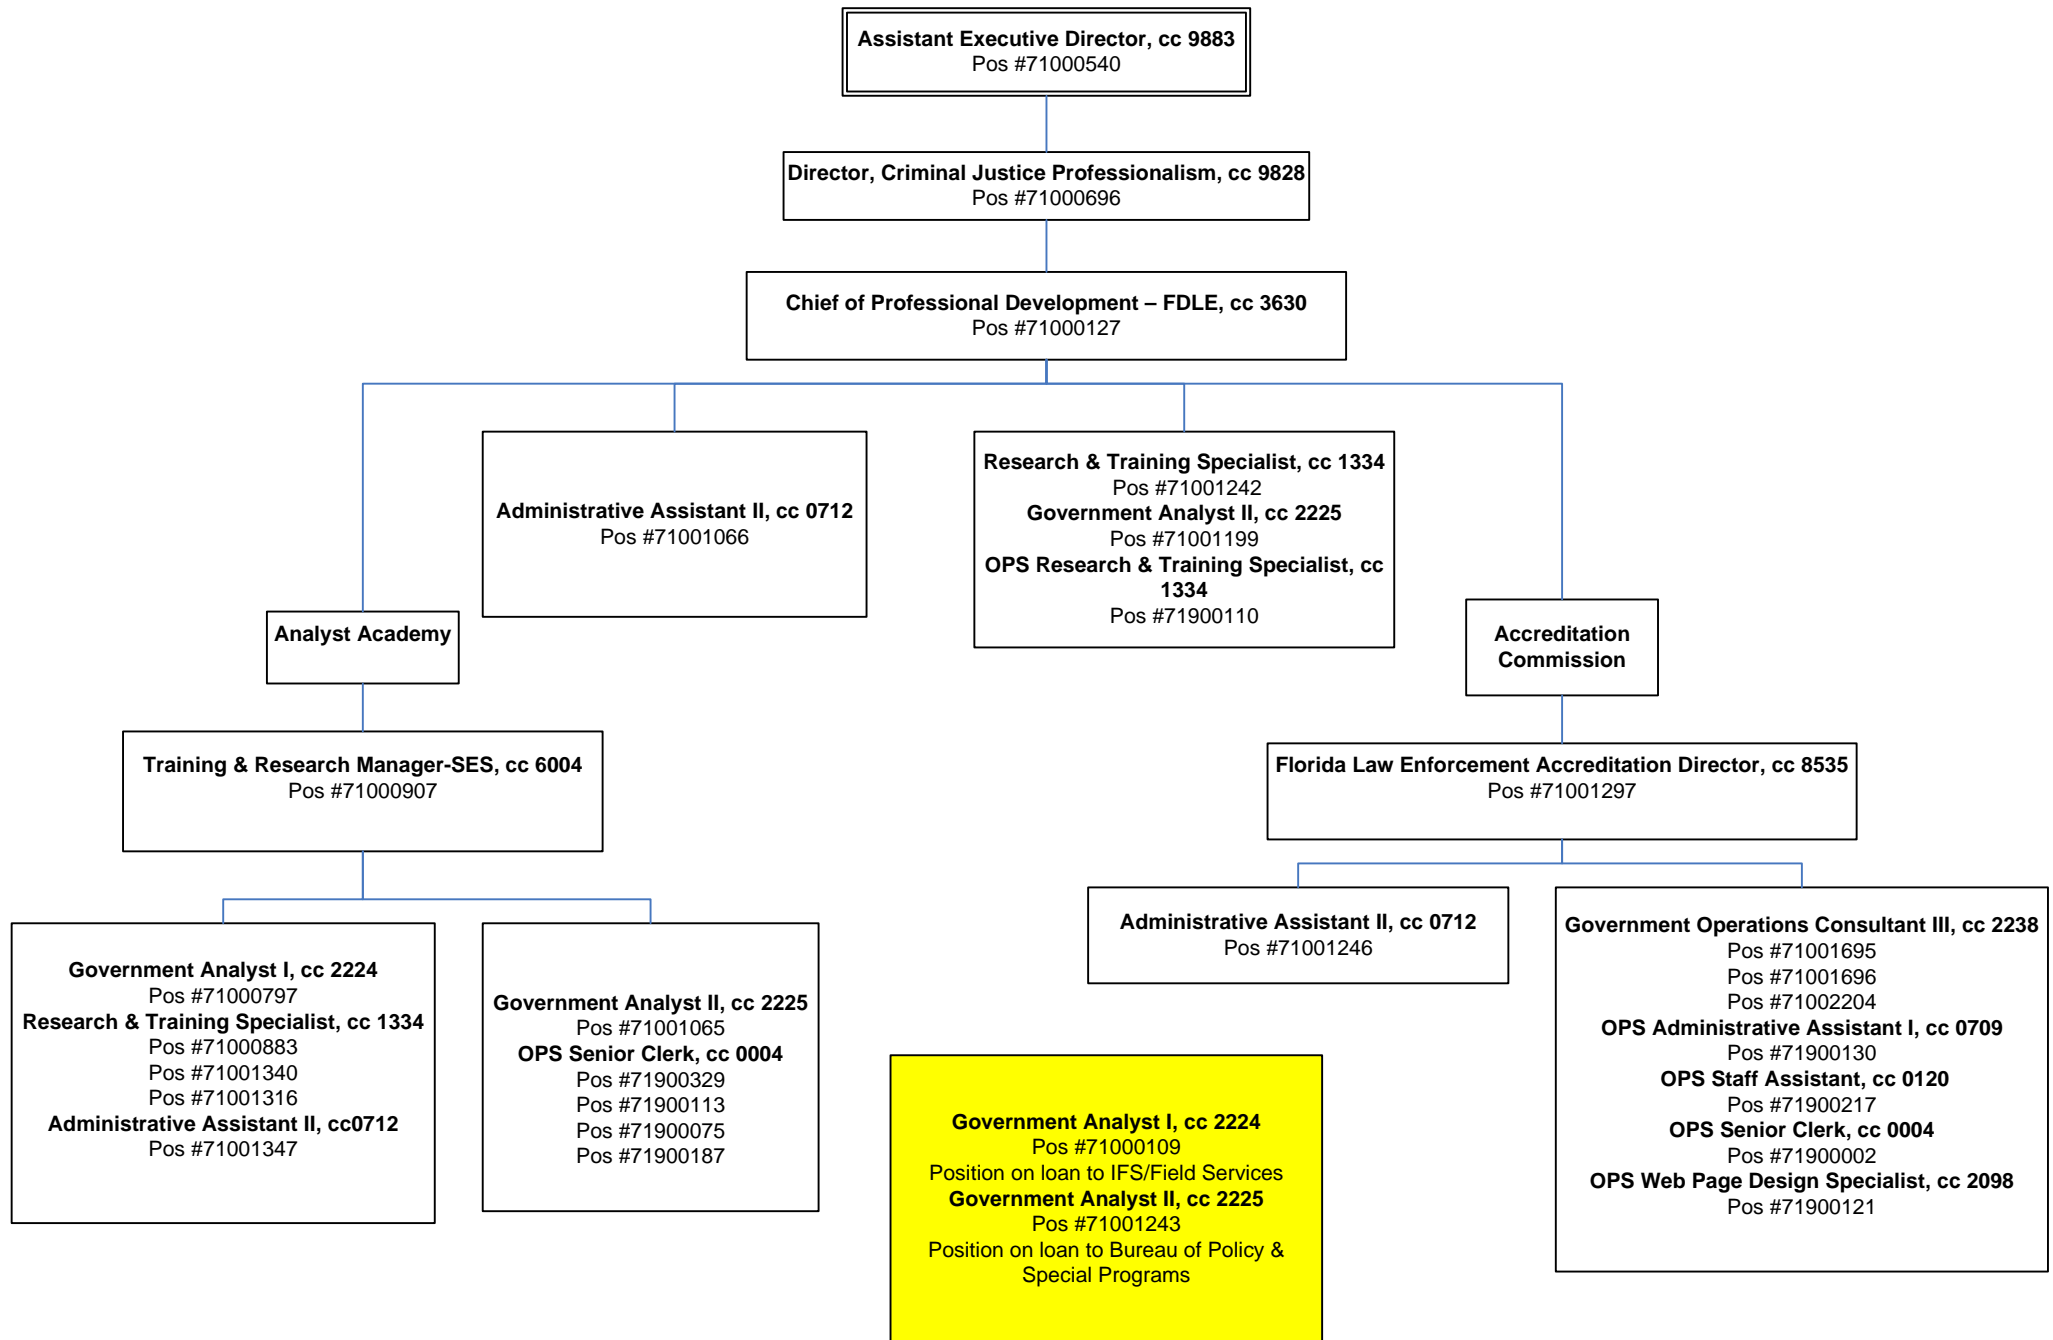 Assistant Executive Director, cc 9883
Pos #71000540
Director, Criminal Justice Professionalism, cc 9828
Pos #71000696
Chief of Professional Development – FDLE, cc 3630
Pos #71000127
Administrative Assistant II, cc 0712
Pos #71001066
Research & Training Specialist, cc 1334
Pos #71001242
Government Analyst II, cc 2225
Pos #71001199
OPS Research & Training Specialist, cc
1334
Pos #71900110
Analyst Academy
Accreditation
Commission
Training & Research Manager-SES, cc 6004
Pos #71000907
Florida Law Enforcement Accreditation Director, cc 8535
Pos #71001297
Government Analyst I, cc 2224
Pos #71000797
Research & Training Specialist, cc 1334
Pos #71000883
Pos #71001340
Pos #71001316
Administrative Assistant II, cc0712
Pos #71001347
Government Analyst II, cc 2225
Pos #71001065
OPS Senior Clerk, cc 0004
Pos #71900329
Pos #71900113
Pos #71900075
Pos #71900187
Administrative Assistant II, cc 0712
Pos #71001246
Government Operations Consultant III, cc 2238
Pos #71001695
Pos #71001696
Pos #71002204
OPS Administrative Assistant I, cc 0709
Pos #71900130
OPS Staff Assistant, cc 0120
Pos #71900217
OPS Senior Clerk, cc 0004
Pos #71900002
OPS Web Page Design Specialist, cc 2098
Pos #71900121
Government Analyst I, cc 2224
Pos #71000109
Position on loan to IFS/Field Services
Government Analyst II, cc 2225
Pos #71001243
Position on loan to Bureau of Policy &
Special Programs